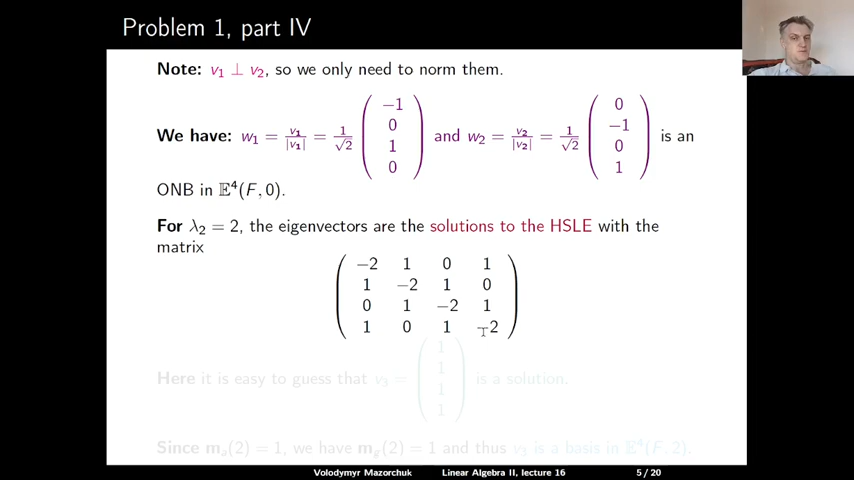 Problem 1, part IV
Note: v₁ ⊥ v₂, so we only need to norm them.
We have: w₁ = v₁/|v₁| = 1/√2 (−1 0 1 0) and w₂ = v₂/|v₂| = 1/√2 (0 −1 0 1) is an
ONB in 𝔼⁴(F, 0).
For λ₂ = 2, the eigenvectors are the solutions to the HSLE with the
matrix
−2 1 0 1
1 −2 1 0
0 1 −2 1
1 0 1 −2
Here it is easy to guess that v₃ = (1 1 1 1) is a solution.
Since mₐ(2) = 1, we have m_g(2) = 1 and thus v₃ is a basis in 𝔼⁴(F, 2).
Volodymyr Mazorchuk Linear Algebra II, lecture 16 5 / 20